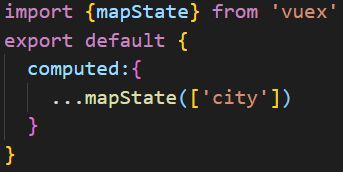 import {mapState} from 'vuex'
export default {
  computed:{
    ...mapState(['city'])
  }
}